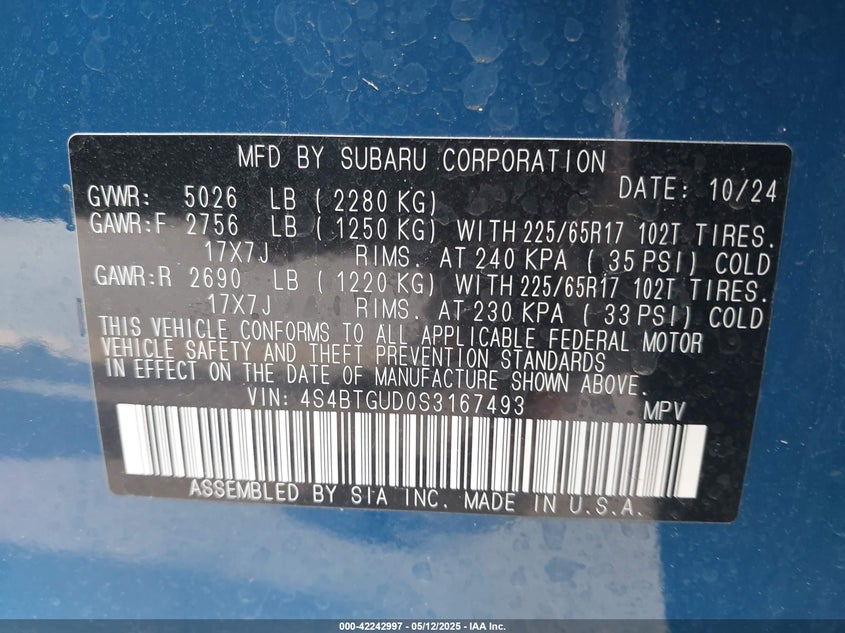 MFD BY SUBARU CORPORATION
DATE: 10/24
GVWR: 5026 LB ( 2280 KG)
GAWR:F 2756 LB ( 1250 KG) WITH 225/65R17 102T TIRES.
17X7J RIMS. AT 240 KPA ( 35 PSI) COLD
GAWR:R 2690 LB ( 1220 KG) WITH 225/65R17 102T TIRES.
17X7J RIMS. AT 230 KPA ( 33 PSI) COLD
THIS VEHICLE CONFORMS TO ALL APPLICABLE FEDERAL MOTOR
VEHICLE SAFETY AND THEFT PREVENTION STANDARDS
IN EFFECT ON THE DATE OF MANUFACTURE SHOWN ABOVE.
VIN: 4S4BTGUD0S3167493 MPV
ASSEMBLED BY SIA INC. MADE IN U.S.A.
000-42242997 - 05/12/2025 - IAA Inc.